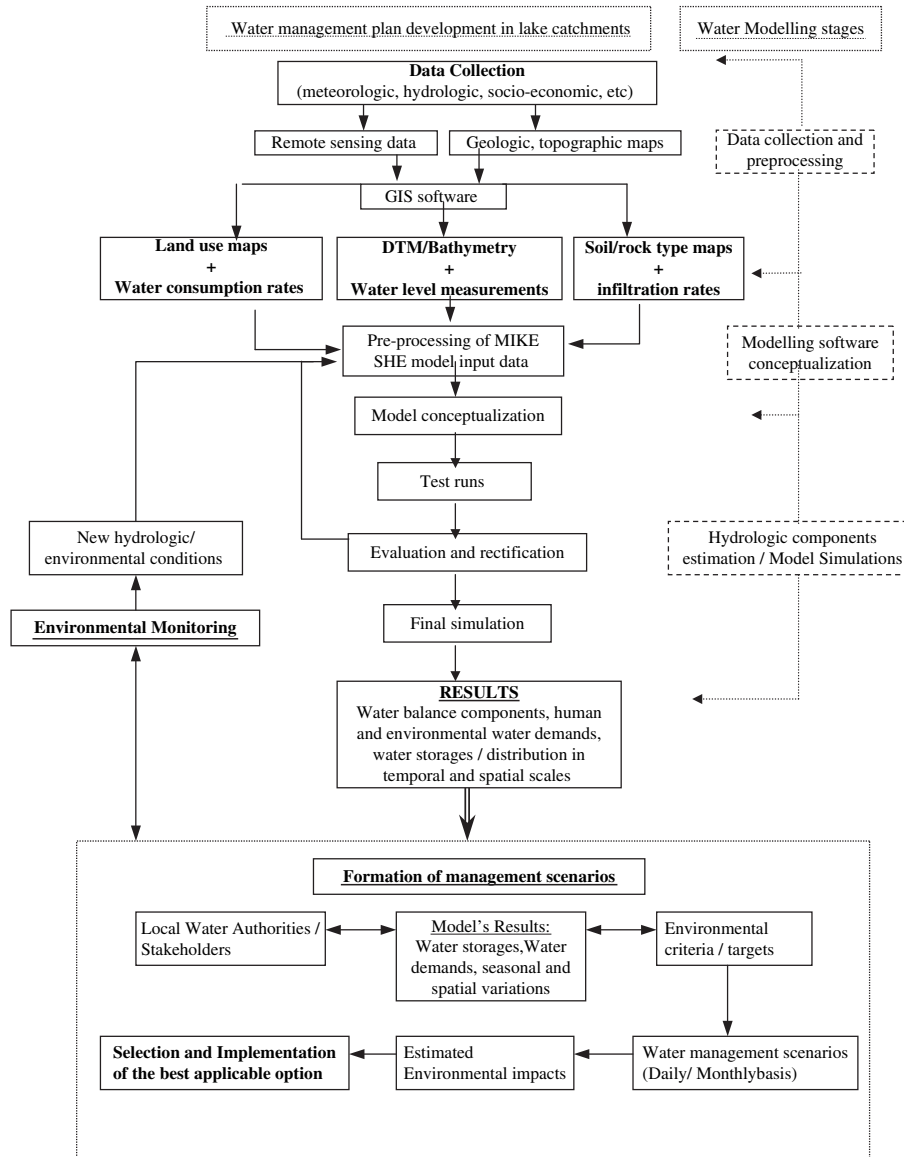 Water management plan development in lake catchments
Water Modelling stages
Data Collection
(meteorologic, hydrologic, socio-economic, etc)
Remote sensing data
Geologic, topographic maps
Data collection and
preprocessing
GIS software
Land use maps
+
Water consumption rates
DTM/Bathymetry
+
Water level measurements
Soil/rock type maps
+
infiltration rates
Pre-processing of MIKE
SHE model input data
Modelling software
conceptualization
Model conceptualization
Test runs
New hydrologic/
environmental conditions
Evaluation and rectification
Hydrologic components
estimation / Model Simulations
Environmental Monitoring
Final simulation
RESULTS
Water balance components, human
and environmental water demands,
water storages / distribution in
temporal and spatial scales
Formation of management scenarios
Local Water Authorities /
Stakeholders
Model's Results:
Water storages,Water
demands, seasonal and
spatial variations
Environmental
criteria / targets
Selection and Implementation
of the best applicable option
Estimated
Environmental impacts
Water management scenarios
(Daily/ Monthlybasis)